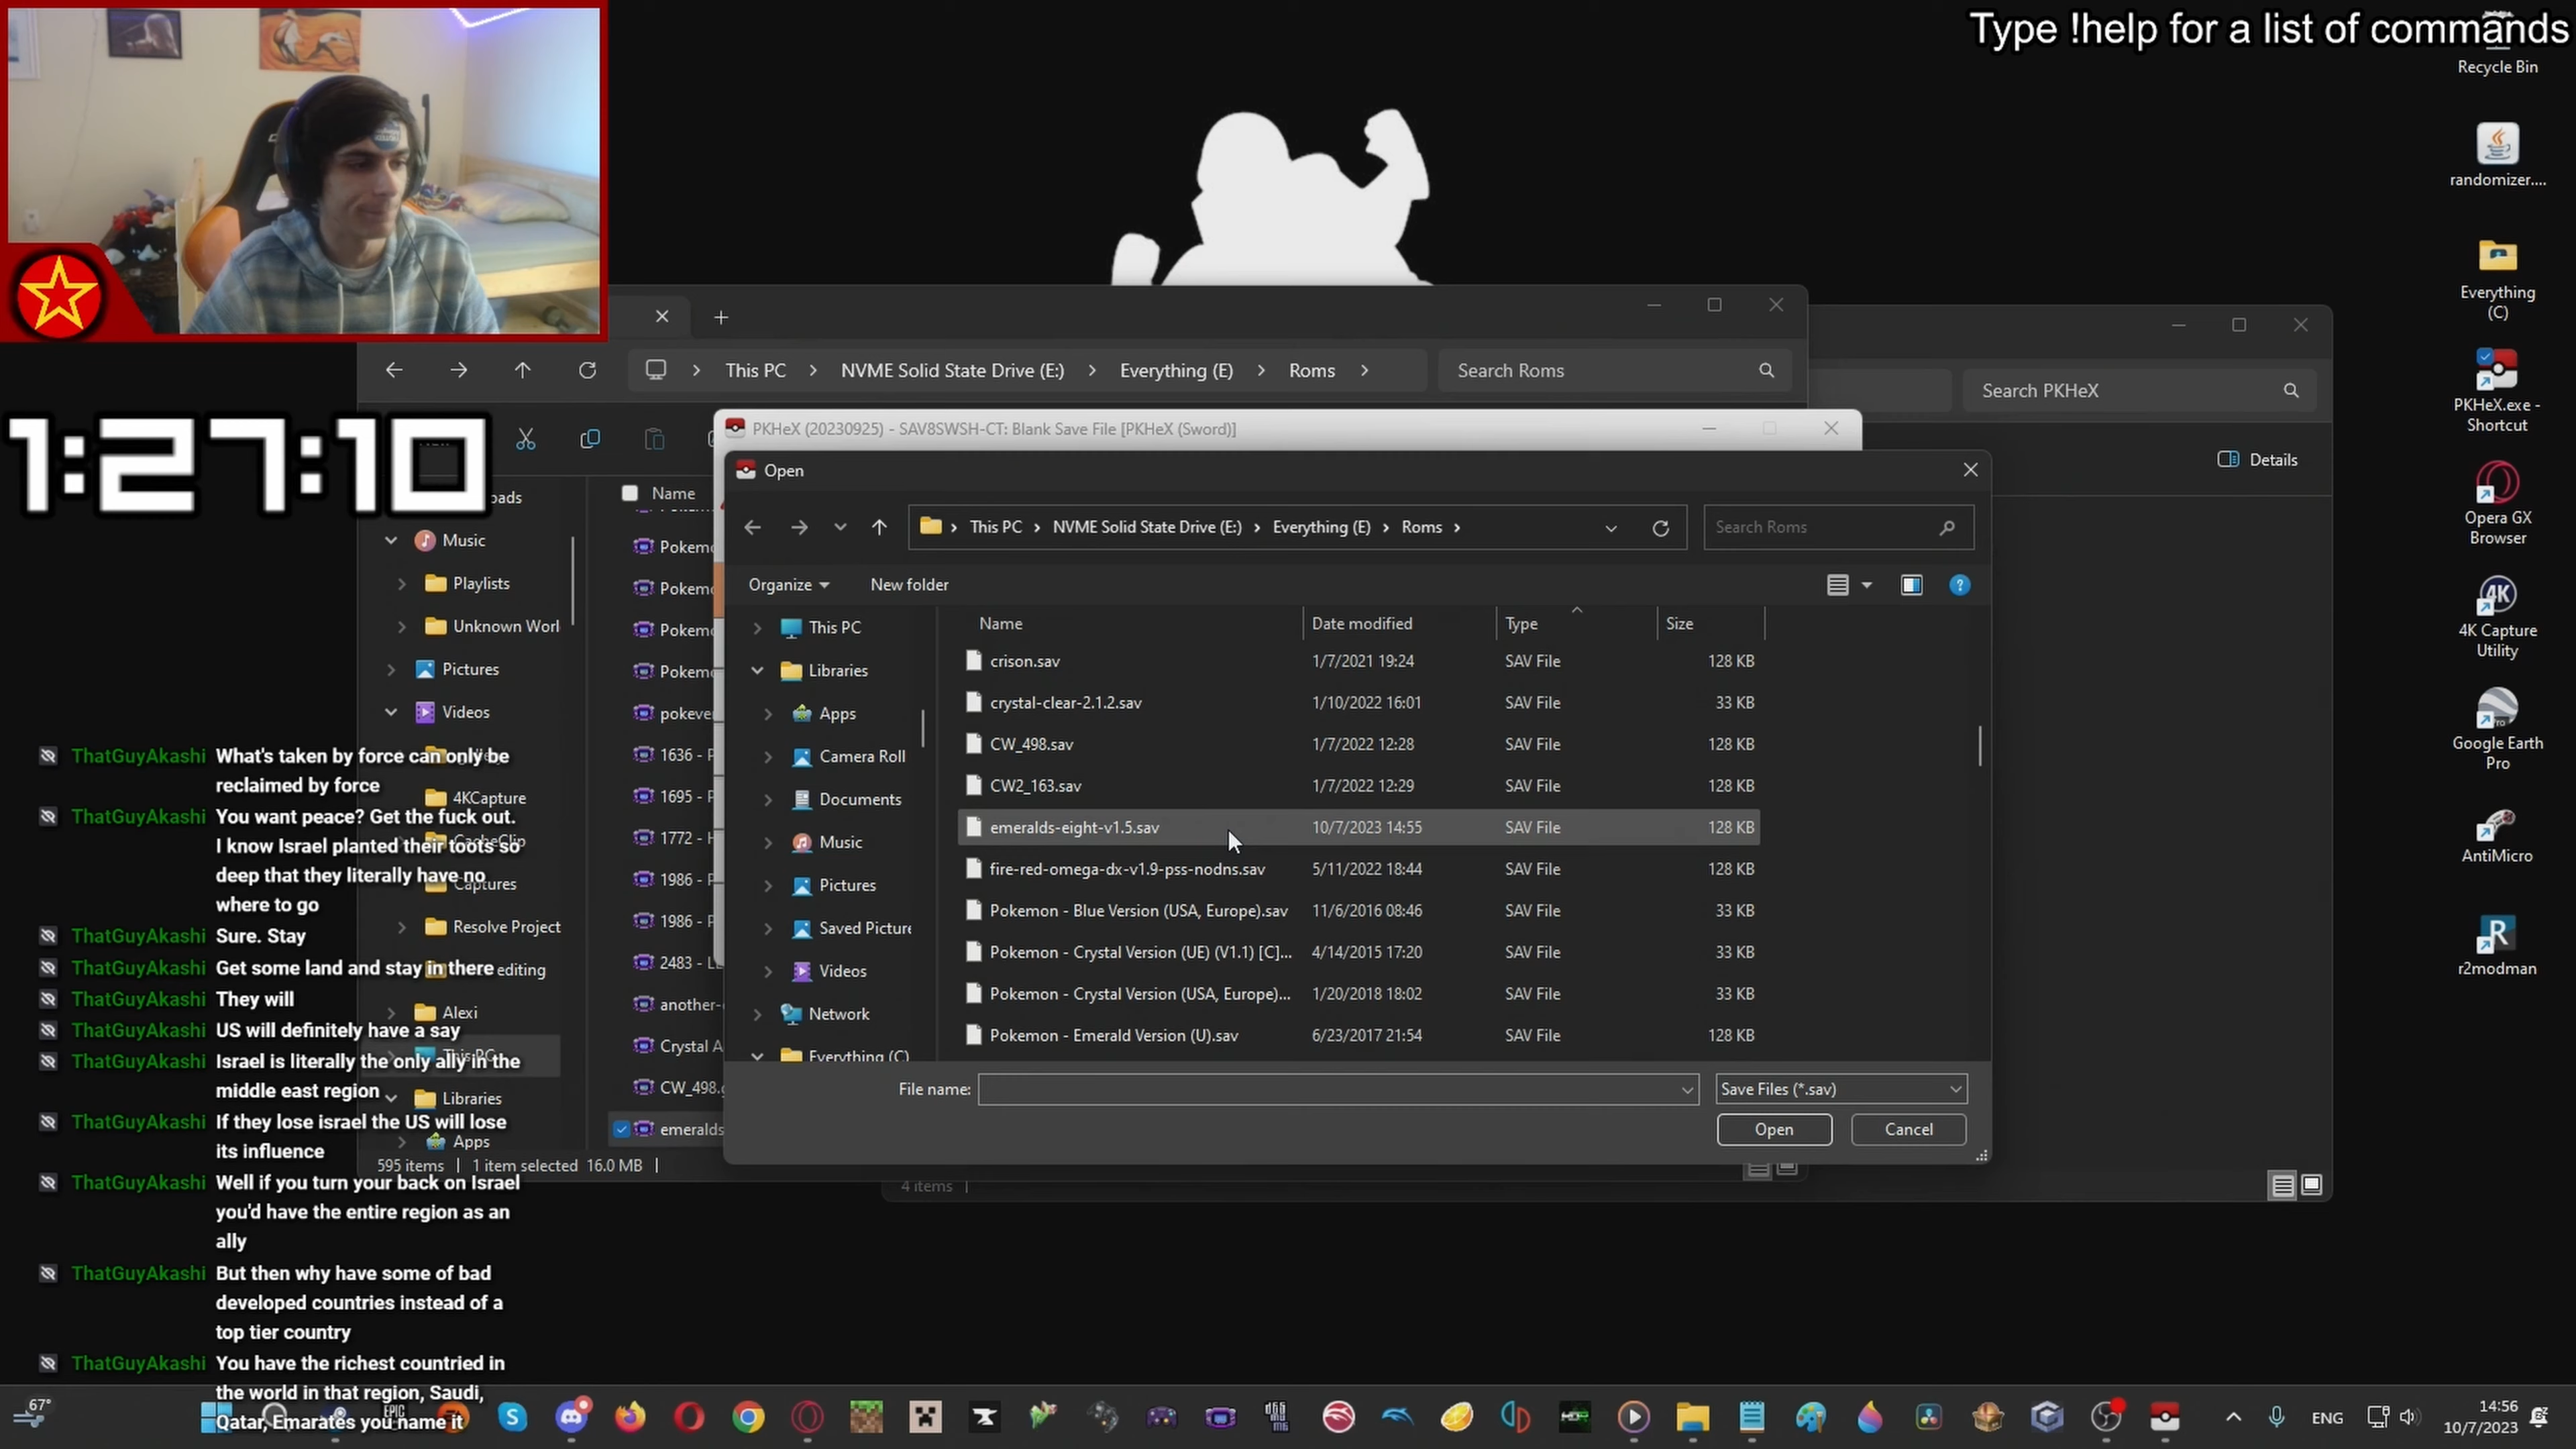 Type !help for a list of commands
Recycle Bin
randomizer....
Everything
(C)
PKHeX.exe -
Shortcut
Opera GX
Browser
4K Capture
Utility
Google Earth
Pro
AntiMicro
r2modman
This PC
NVME Solid State Drive (E:)
Everything (E)
Roms
Search Roms
Search PKHeX
Details
1:27:10
PKHeX (20230925) - SAV8SWSH-CT: Blank Save File [PKHeX (Sword)]
Open
This PC
NVME Solid State Drive (E:)
Everything (E)
Roms
Search Roms
Organize
New folder
Name
Music
Playlists
Pictures
Videos
4KCapture
CacheClip
Captures
Resolve Project
editing
Alexi
This PC
Libraries
Apps
1636 - P
1772 - H
CW_498.g
emeralds
595 items
1 item selected 16.0 MB
4 items
This PC
Libraries
Apps
Camera Roll
Documents
Music
Pictures
Saved Picture
Videos
Network
Everything (C)
Name Date modified Type Size
crison.sav 1/7/2021 19:24 SAV File 128 KB
crystal-clear-2.1.2.sav 1/10/2022 16:01 SAV File 33 KB
CW_498.sav 1/7/2022 12:28 SAV File 128 KB
CW2_163.sav 1/7/2022 12:29 SAV File 128 KB
emeralds-eight-v1.5.sav 10/7/2023 14:55 SAV File 128 KB
fire-red-omega-dx-v1.9-pss-nodns.sav 5/11/2022 18:44 SAV File 128 KB
Pokemon - Blue Version (USA, Europe).sav 11/6/2016 08:46 SAV File 33 KB
Pokemon - Crystal Version (UE) (V1.1) [C]... 4/14/2015 17:20 SAV File 33 KB
Pokemon - Crystal Version (USA, Europe)... 1/20/2018 18:02 SAV File 33 KB
Pokemon - Emerald Version (U).sav 6/23/2017 21:54 SAV File 128 KB
File name:
Save Files (*.sav)
Open
Cancel
ThatGuyAkashi What's taken by force can only be
reclaimed by force
ThatGuyAkashi You want peace? Get the fuck out.
I know Israel planted their toots so
deep that they literally have no
where to go
ThatGuyAkashi Sure. Stay
ThatGuyAkashi Get some land and stay in there
ThatGuyAkashi They will
ThatGuyAkashi US will definitely have a say
ThatGuyAkashi Israel is literally the only ally in the
middle east region
ThatGuyAkashi If they lose israel the US will lose
its influence
ThatGuyAkashi Well if you turn your back on Israel
you'd have the entire region as an
ally
ThatGuyAkashi But then why have some of bad
developed countries instead of a
top tier country
ThatGuyAkashi You have the richest countried in
the world in that region, Saudi,
Qatar, Emarates you name it
67°
EPIC
ENG
14:56
10/7/2023